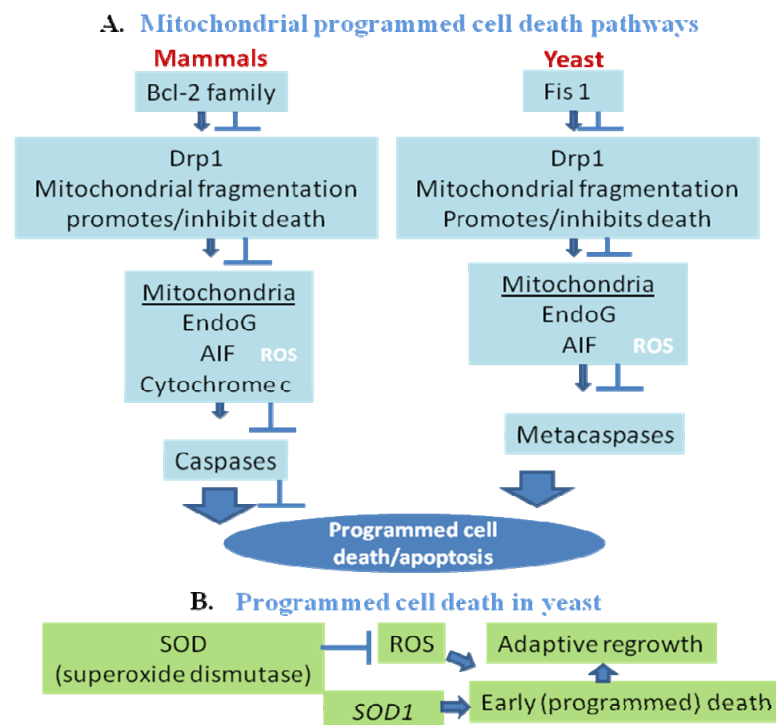 A. Mitochondrial programmed cell death pathways
Mammals
Bcl-2 family
Drp1
Mitochondrial fragmentation
promotes/inhibit death
Mitochondria
EndoG
AIF ROS
Cytochrome c
Caspases
Yeast
Fis 1
Drp1
Mitochondrial fragmentation
Promotes/inhibits death
Mitochondria
EndoG
AIF ROS
Metacaspases
Programmed cell
death/apoptosis
B. Programmed cell death in yeast
SOD
(superoxide dismutase)
ROS
Adaptive regrowth
SOD1
Early (programmed) death